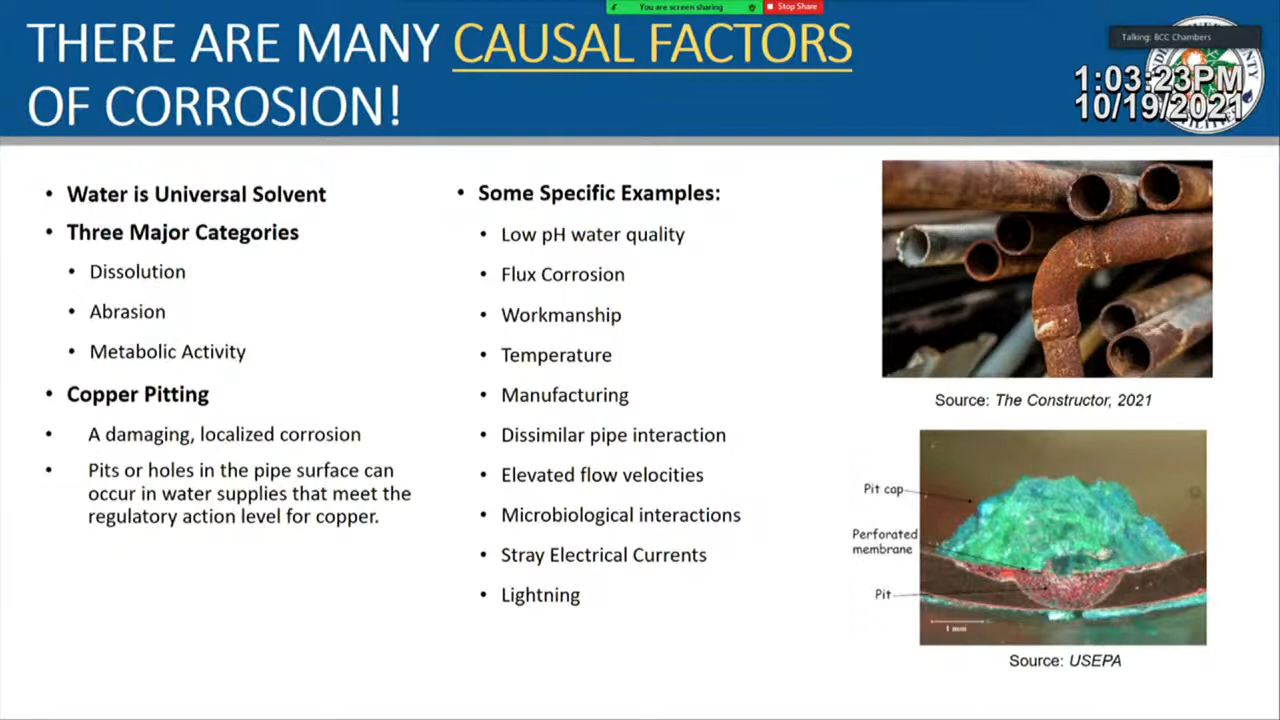 You are screen sharing
Stop Share
THERE ARE MANY CAUSAL FACTORS
OF CORROSION!
Talking: BCC Chambers
1:03:23PM
10/19/2021
• Water is Universal Solvent
• Three Major Categories
• Dissolution
• Abrasion
• Metabolic Activity
• Copper Pitting
• A damaging, localized corrosion
• Pits or holes in the pipe surface can
occur in water supplies that meet the
regulatory action level for copper.
• Some Specific Examples:
• Low pH water quality
• Flux Corrosion
• Workmanship
• Temperature
• Manufacturing
• Dissimilar pipe interaction
• Elevated flow velocities
• Microbiological interactions
• Stray Electrical Currents
• Lightning
Source: The Constructor, 2021
Pit cap
Perforated
membrane
Pit
1 mm
Source: USEPA